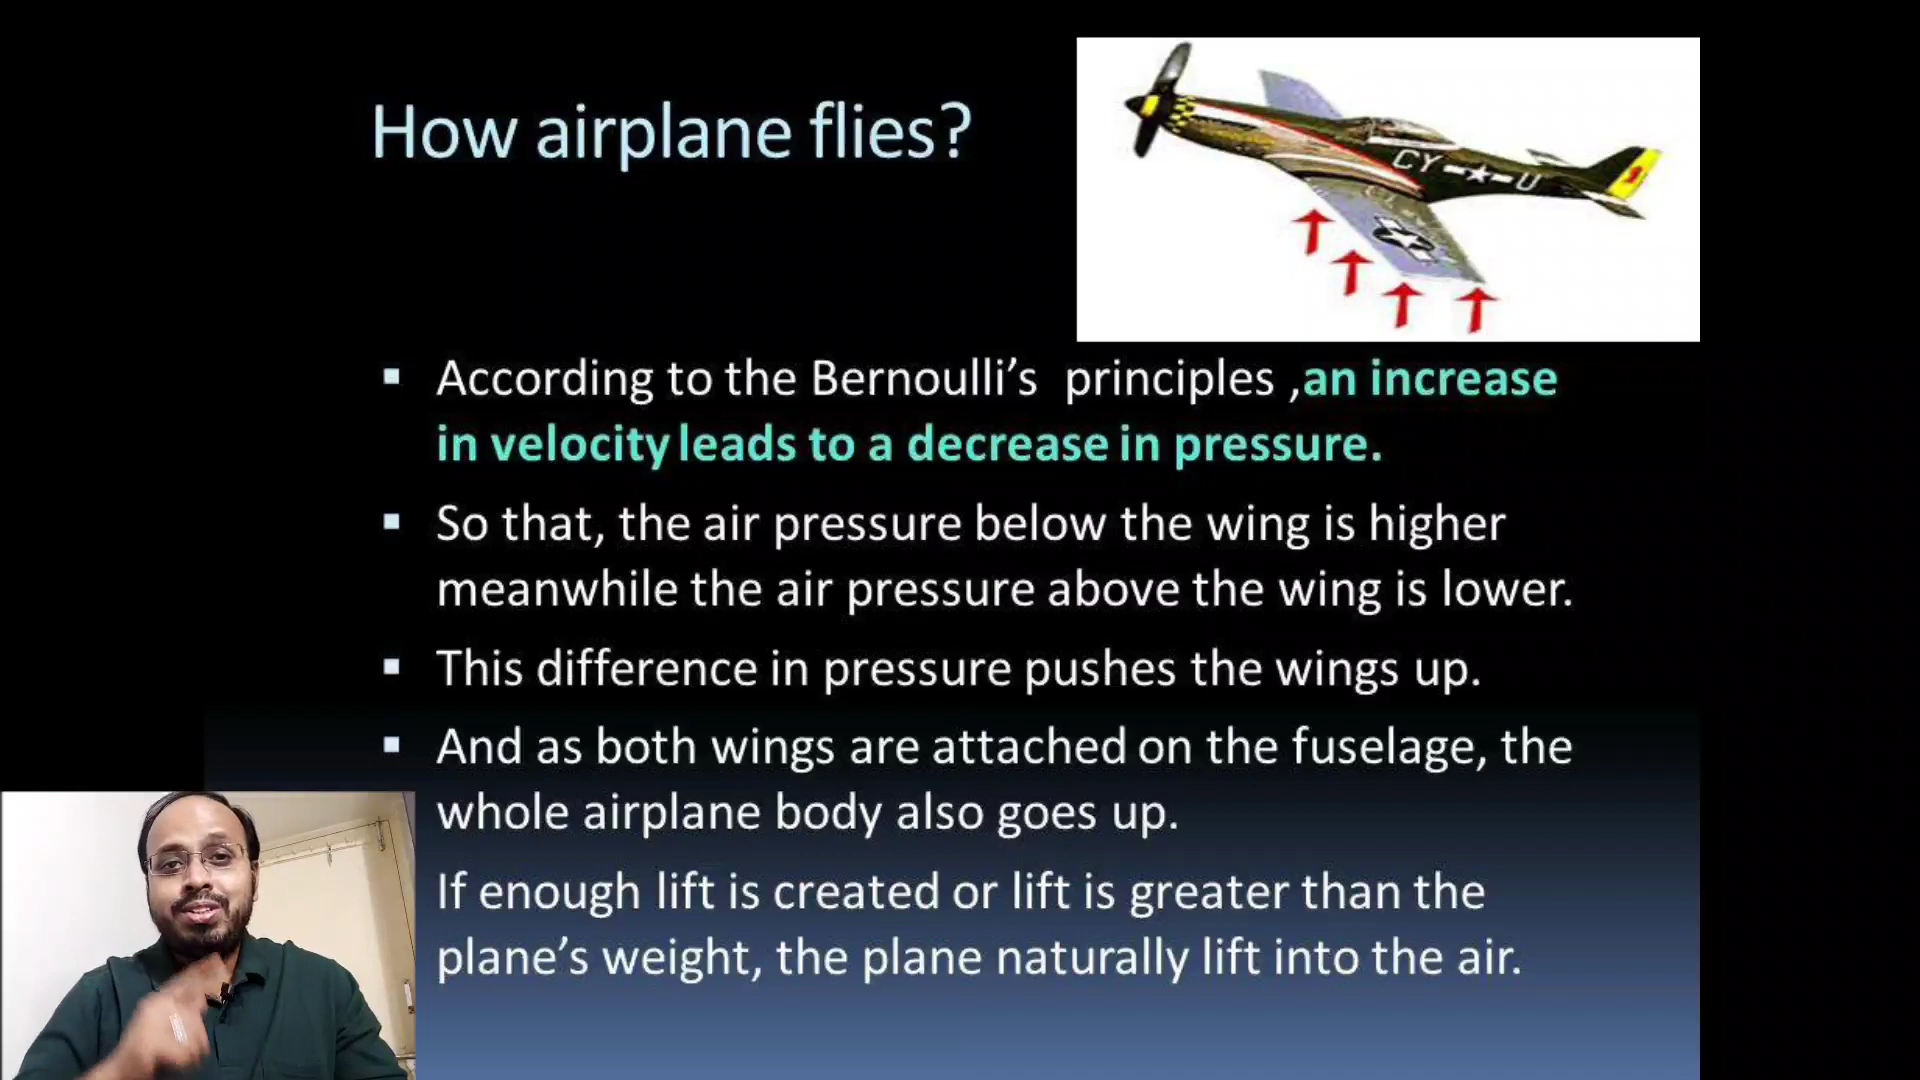 How airplane flies?
CY U
According to the Bernoulli’s principles ,an increase
in velocity leads to a decrease in pressure.
So that, the air pressure below the wing is higher
meanwhile the air pressure above the wing is lower.
This difference in pressure pushes the wings up.
And as both wings are attached on the fuselage, the
whole airplane body also goes up.
If enough lift is created or lift is greater than the
plane’s weight, the plane naturally lift into the air.